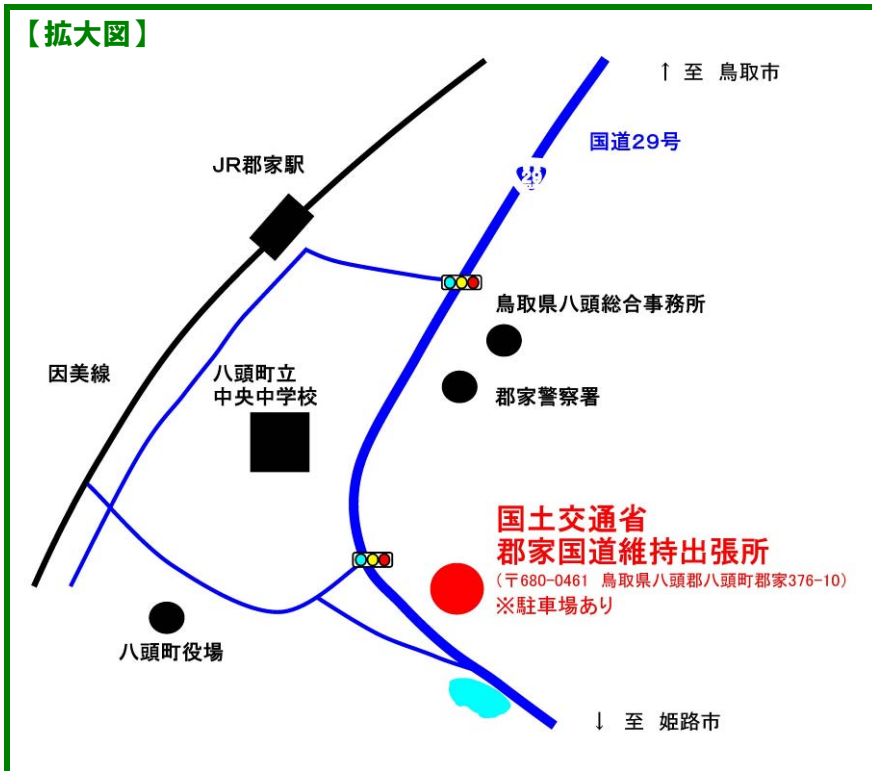 【拡大図】
↑ 至 鳥取市
国道29号
29
JR郡家駅
鳥取県八頭総合事務所
因美線
八頭町立
中央中学校
郡家警察署
国土交通省
郡家国道維持出張所
(〒680-0461 鳥取県八頭郡八頭町郡家376-10)
※駐車場あり
八頭町役場
↓ 至 姫路市